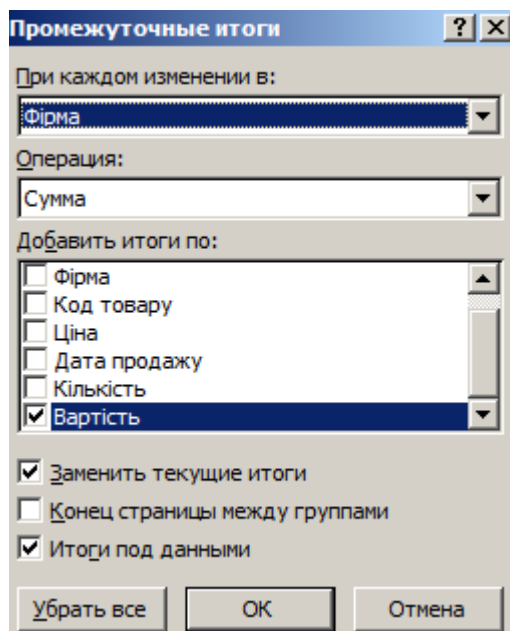 Промежуточные итоги
При каждом изменении в:
Фірма
Операция:
Сумма
Добавить итоги по:
Фірма
Код товару
Ціна
Дата продажу
Кількість
Вартість
Заменить текущие итоги
Конец страницы между группами
Итоги под данными
Убрать все ОК Отмена